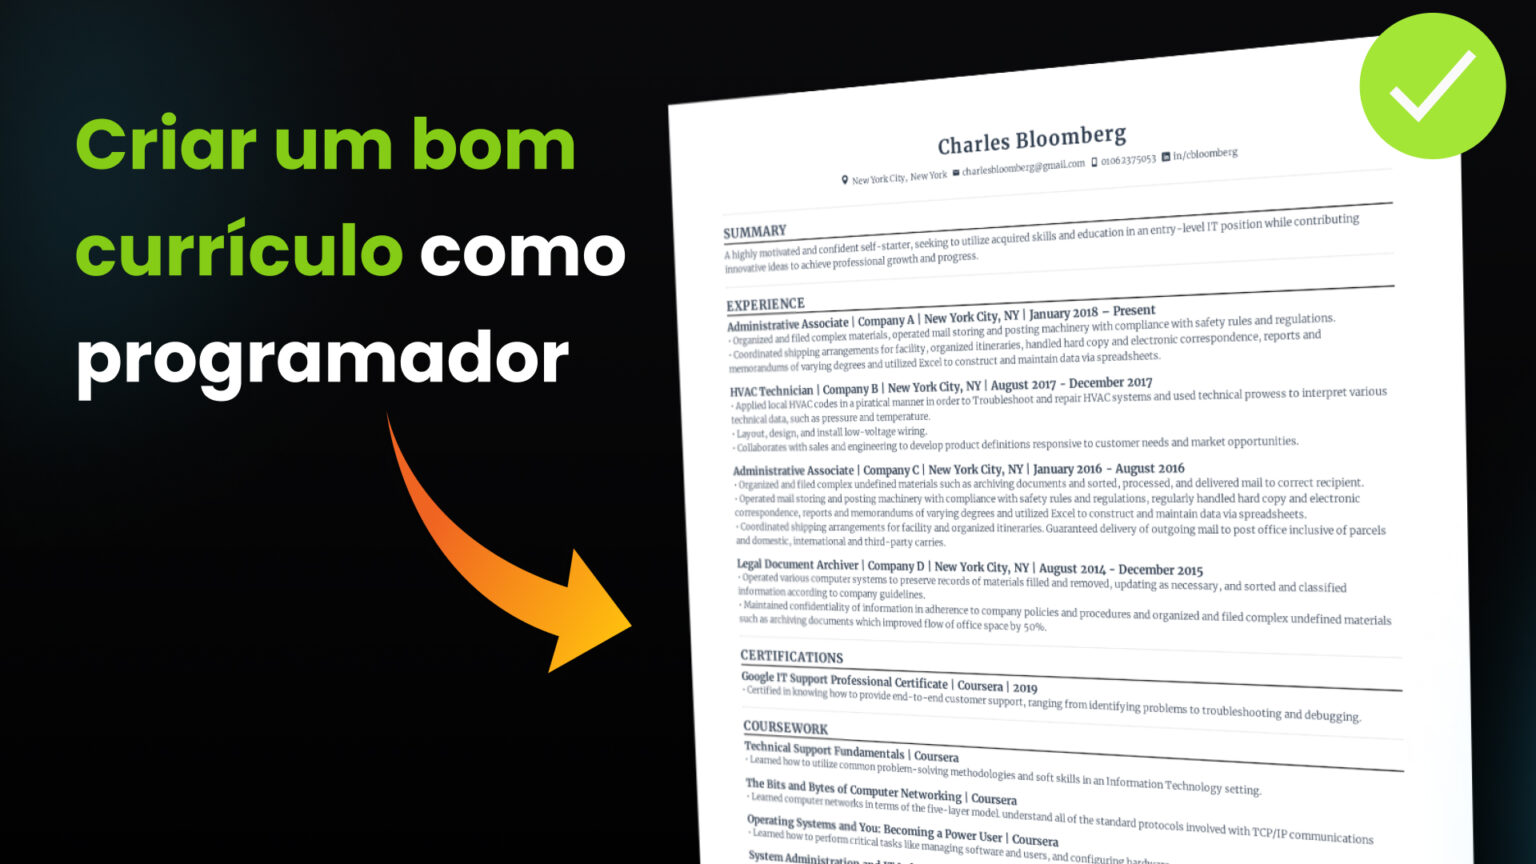 Criar um bom
currículo como
programador
Charles Bloomberg
New York City, New York charlesbloomberg@gmail.com 01062375053 in/cbloomberg
SUMMARY
A highly motivated and confident self-starter, seeking to utilize acquired skills and education in an entry-level IT position while contributing
innovative ideas to achieve professional growth and progress.
EXPERIENCE
Administrative Associate | Company A | New York City, NY | January 2018 – Present
· Organized and filed complex materials, operated mail storing and posting machinery with compliance with safety rules and regulations.
· Coordinated shipping arrangements for facility, organized itineraries, handled hard copy and electronic correspondence, reports and
memorandums of varying degrees and utilized Excel to construct and maintain data via spreadsheets.
HVAC Technician | Company B | New York City, NY | August 2017 - December 2017
· Applied local HVAC codes in a piratical manner in order to Troubleshoot and repair HVAC systems and used technical prowess to interpret various
technical data, such as pressure and temperature.
· Layout, design, and install low-voltage wiring.
· Collaborates with sales and engineering to develop product definitions responsive to customer needs and market opportunities.
Administrative Associate | Company C | New York City, NY | January 2016 - August 2016
· Organized and filed complex undefined materials such as archiving documents and sorted, processed, and delivered mail to correct recipient.
· Operated mail storing and posting machinery with compliance with safety rules and regulations, regularly handled hard copy and electronic
correspondence, reports and memorandums of varying degrees and utilized Excel to construct and maintain data via spreadsheets.
· Coordinated shipping arrangements for facility and organized itineraries. Guaranteed delivery of outgoing mail to post office inclusive of parcels
and domestic, international and third-party carries.
Legal Document Archiver | Company D | New York City, NY | August 2014 - December 2015
· Operated various computer systems to preserve records of materials filled and removed, updating as necessary, and sorted and classified
information according to company guidelines.
· Maintained confidentiality of information in adherence to company policies and procedures and organized and filed complex undefined materials
such as archiving documents which improved flow of office space by 50%.
CERTIFICATIONS
Google IT Support Professional Certificate | Coursera | 2019
· Certified in knowing how to provide end-to-end customer support, ranging from identifying problems to troubleshooting and debugging.
COURSEWORK
Technical Support Fundamentals | Coursera
· Learned how to utilize common problem-solving methodologies and soft skills in an Information Technology setting.
The Bits and Bytes of Computer Networking | Coursera
· Learned computer networks in terms of the five-layer model. understand all of the standard protocols involved with TCP/IP communications
Operating Systems and You: Becoming a Power User | Coursera
· Learned how to perform critical tasks like managing software and users, and configuring
System Administration